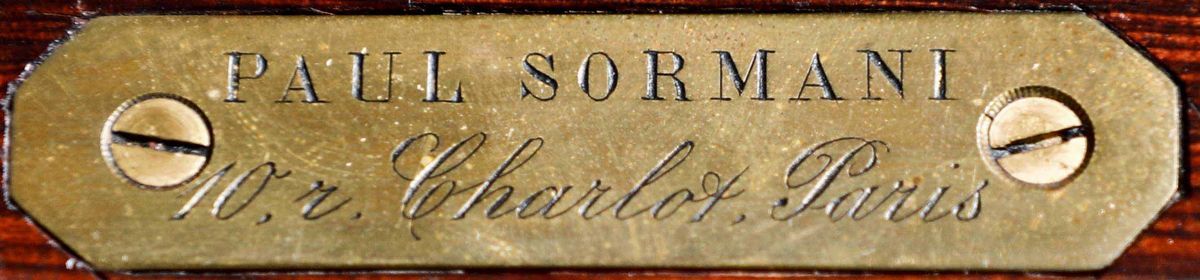 PAUL SORMANI
10, r. Charlot, Paris